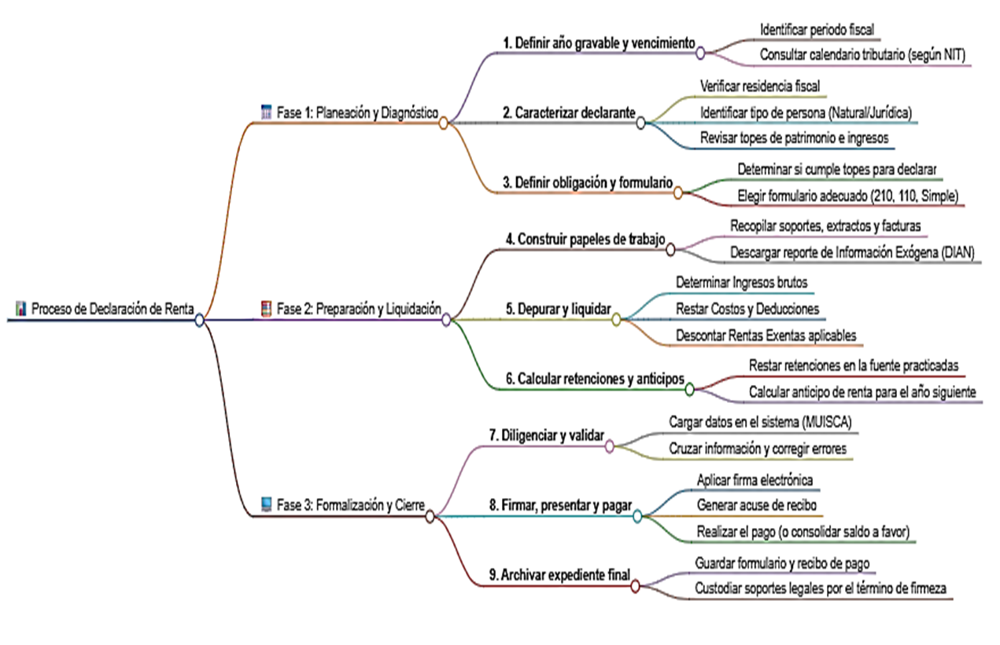 Proceso de Declaración de Renta
Fase 1: Planeación y Diagnóstico
1. Definir año gravable y vencimiento
Identificar periodo fiscal
Consultar calendario tributario (según NIT)
2. Caracterizar declarante
Verificar residencia fiscal
Identificar tipo de persona (Natural/Jurídica)
Revisar topes de patrimonio e ingresos
3. Definir obligación y formulario
Determinar si cumple topes para declarar
Elegir formulario adecuado (210, 110, Simple)
Fase 2: Preparación y Liquidación
4. Construir papeles de trabajo
Recopilar soportes, extractos y facturas
Descargar reporte de Información Exógena (DIAN)
5. Depurar y liquidar
Determinar Ingresos brutos
Restar Costos y Deducciones
Descontar Rentas Exentas aplicables
6. Calcular retenciones y anticipos
Restar retenciones en la fuente practicadas
Calcular anticipo de renta para el año siguiente
Fase 3: Formalización y Cierre
7. Diligenciar y validar
Cargar datos en el sistema (MUISCA)
Cruzar información y corregir errores
8. Firmar, presentar y pagar
Aplicar firma electrónica
Generar acuse de recibo
Realizar el pago (o consolidar saldo a favor)
9. Archivar expediente final
Guardar formulario y recibo de pago
Custodiar soportes legales por el término de firmeza